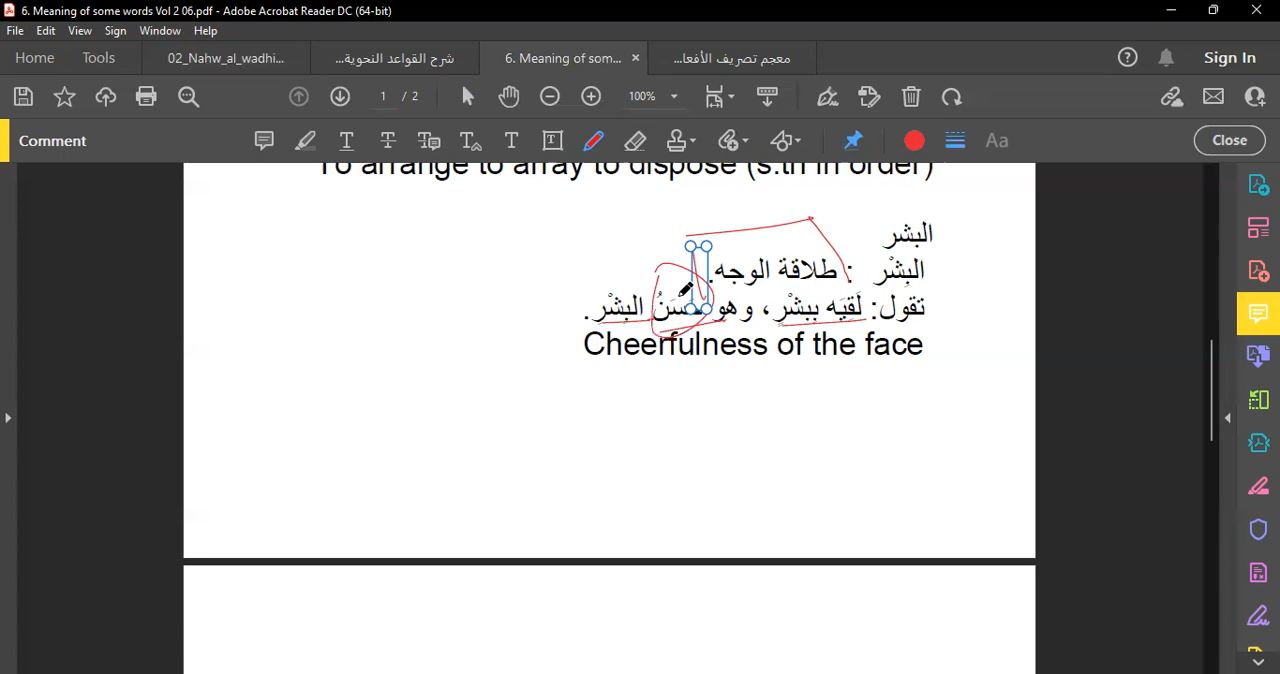 6. Meaning of some words Vol 2 06.pdf - Adobe Acrobat Reader DC (64-bit)
File Edit View Sign Window Help
Home Tools 02_Nahw_al_wadhi... شرح القواعد النحوية... 6. Meaning of som... معجم تصريف الأفعا... Sign In
1 / 2 100%
Comment Aa Close
To arrange to array to dispose (s.th in order)
البشر
البِشْر : طلاقة الوجه.
تقول: لَقِيَه ببِشْرٍ، وهو حَسَنُ البِشْرِ.
Cheerfulness of the face